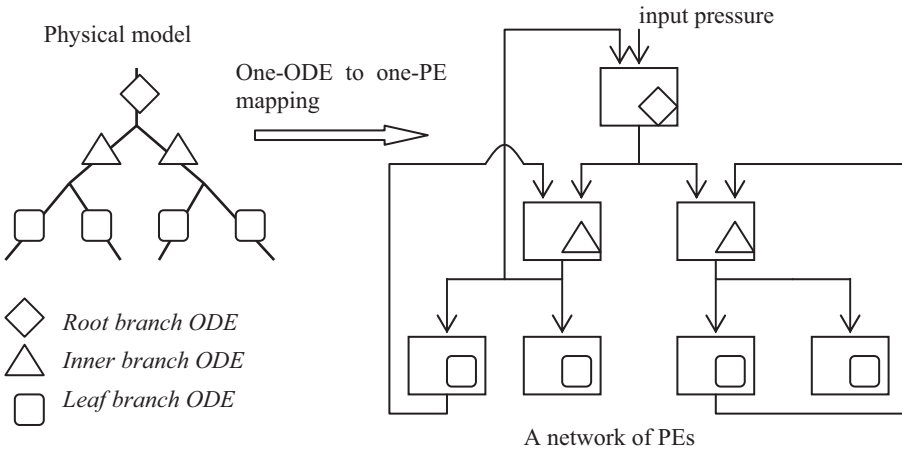 Physical model
One-ODE to one-PE
mapping
input pressure
Root branch ODE
Inner branch ODE
Leaf branch ODE
A network of PEs